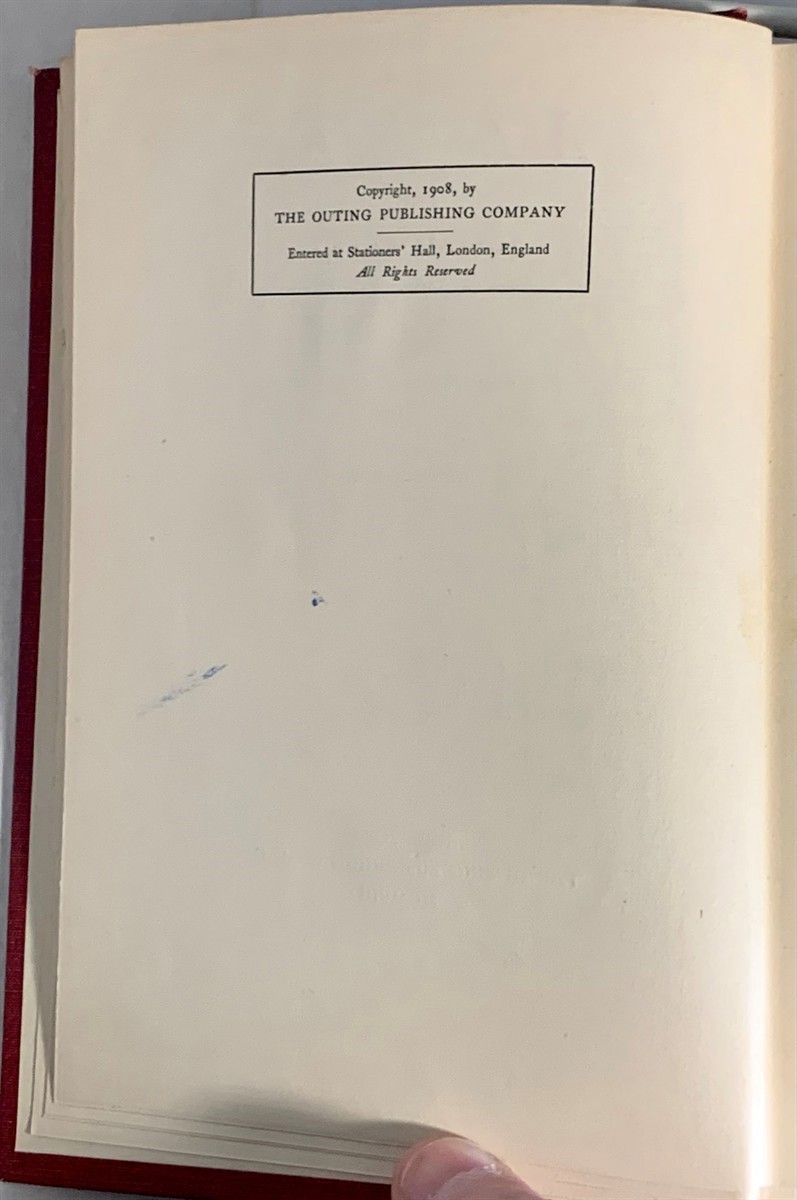 Copyright, 1908, by
THE OUTING PUBLISHING COMPANY
Entered at Stationers' Hall, London, England
All Rights Reserved